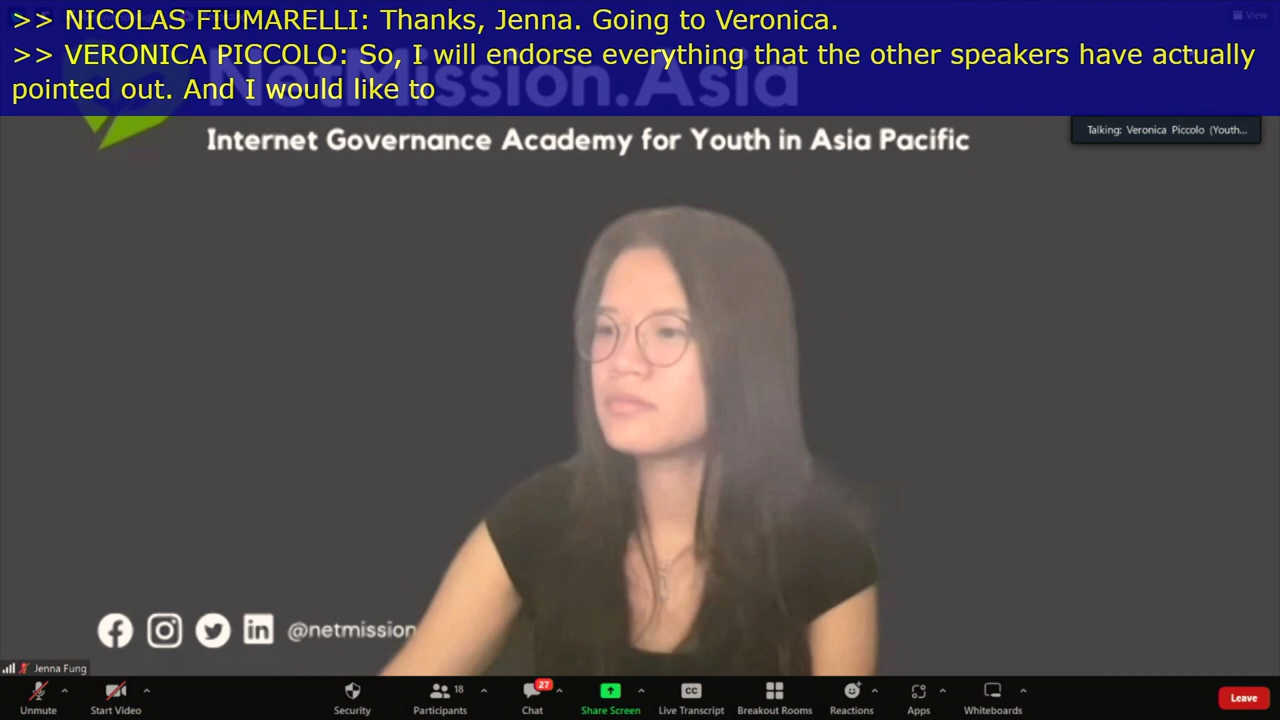 >> NICOLAS FIUMARELLI: Thanks, Jenna. Going to Veronica.
>> VERONICA PICCOLO: So, I will endorse everything that the other speakers have actually
pointed out. And I would like to
View
NetMission.Asia
Internet Governance Academy for Youth in Asia Pacific
Talking: Veronica Piccolo (Youth...
@netmission
Jenna Fung
Unmute
Start Video
Security
Participants
18
Chat
27
Share Screen
CC
Live Transcript
Breakout Rooms
Reactions
Apps
Whiteboards
Leave